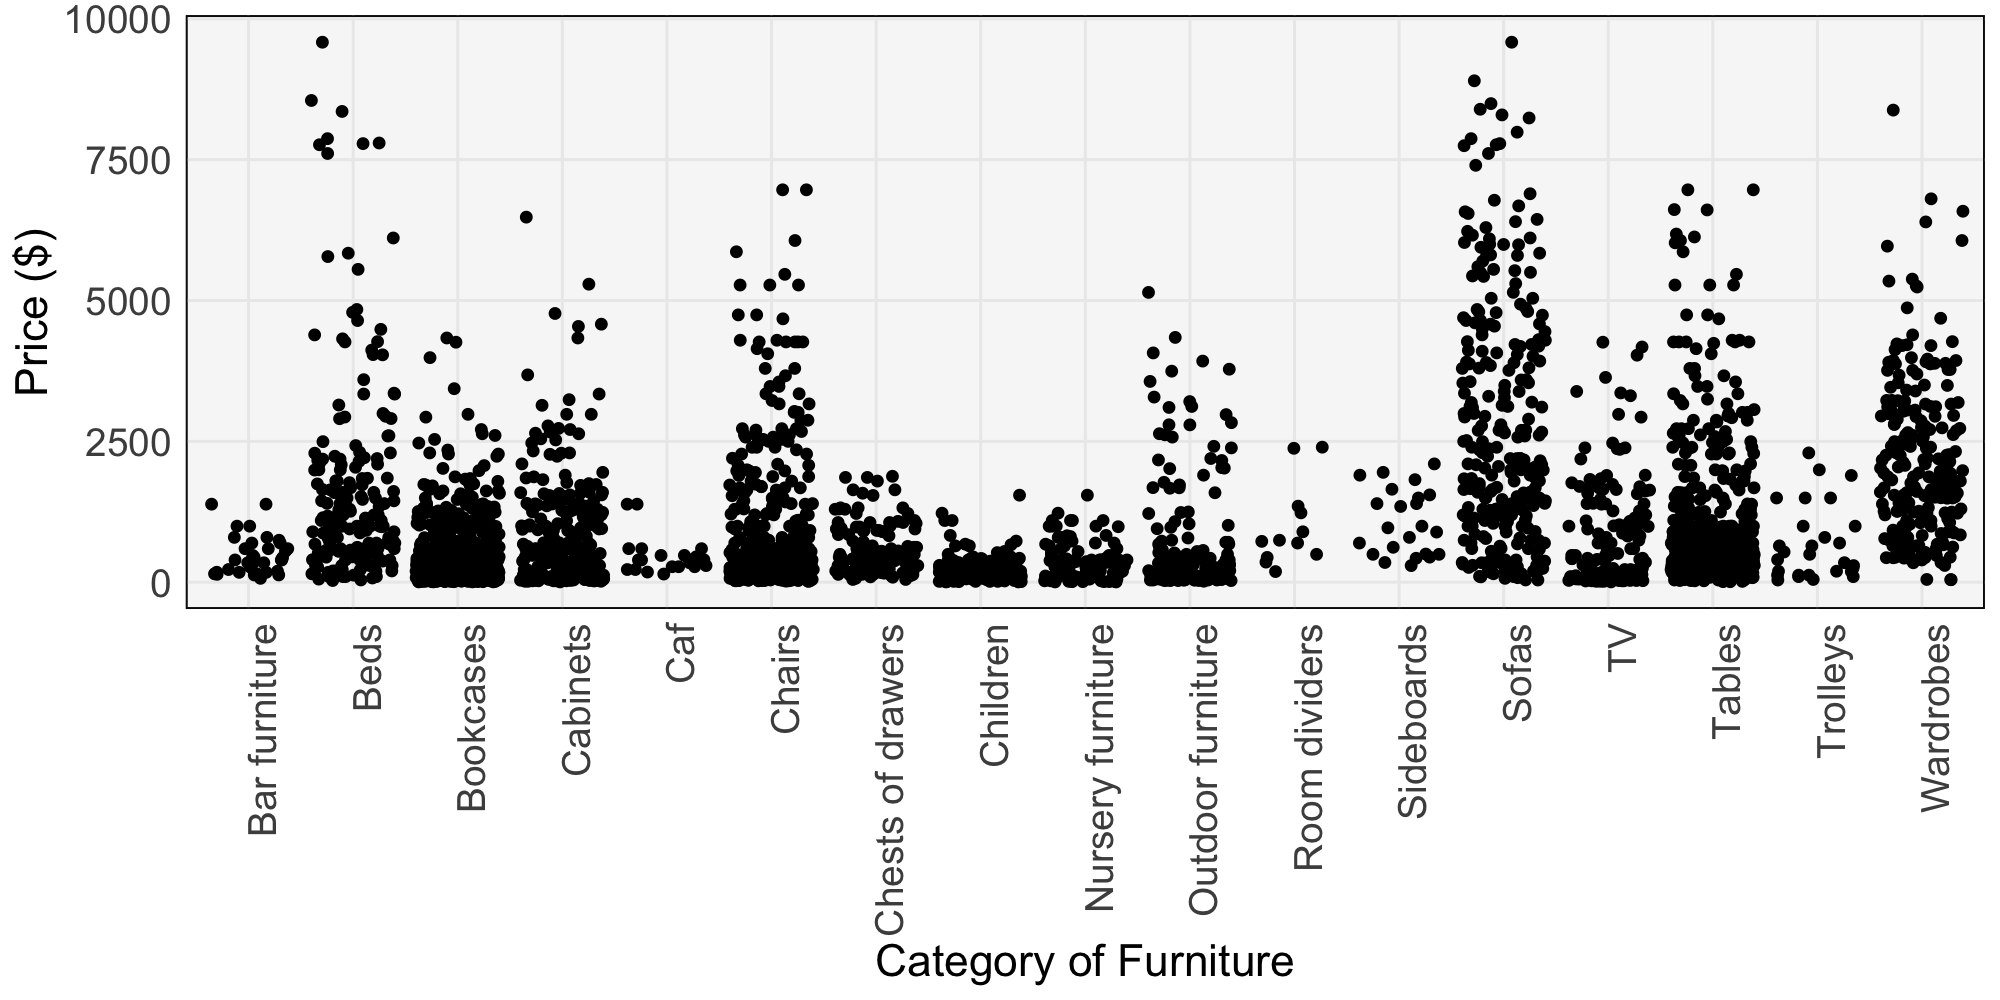 10000
7500
5000
2500
0
Price ($)
Bar furniture
Beds
Bookcases
Cabinets
Caf
Chairs
Chests of drawers
Children
Nursery furniture
Outdoor furniture
Room dividers
Sideboards
Sofas
TV
Tables
Trolleys
Wardrobes
Category of Furniture